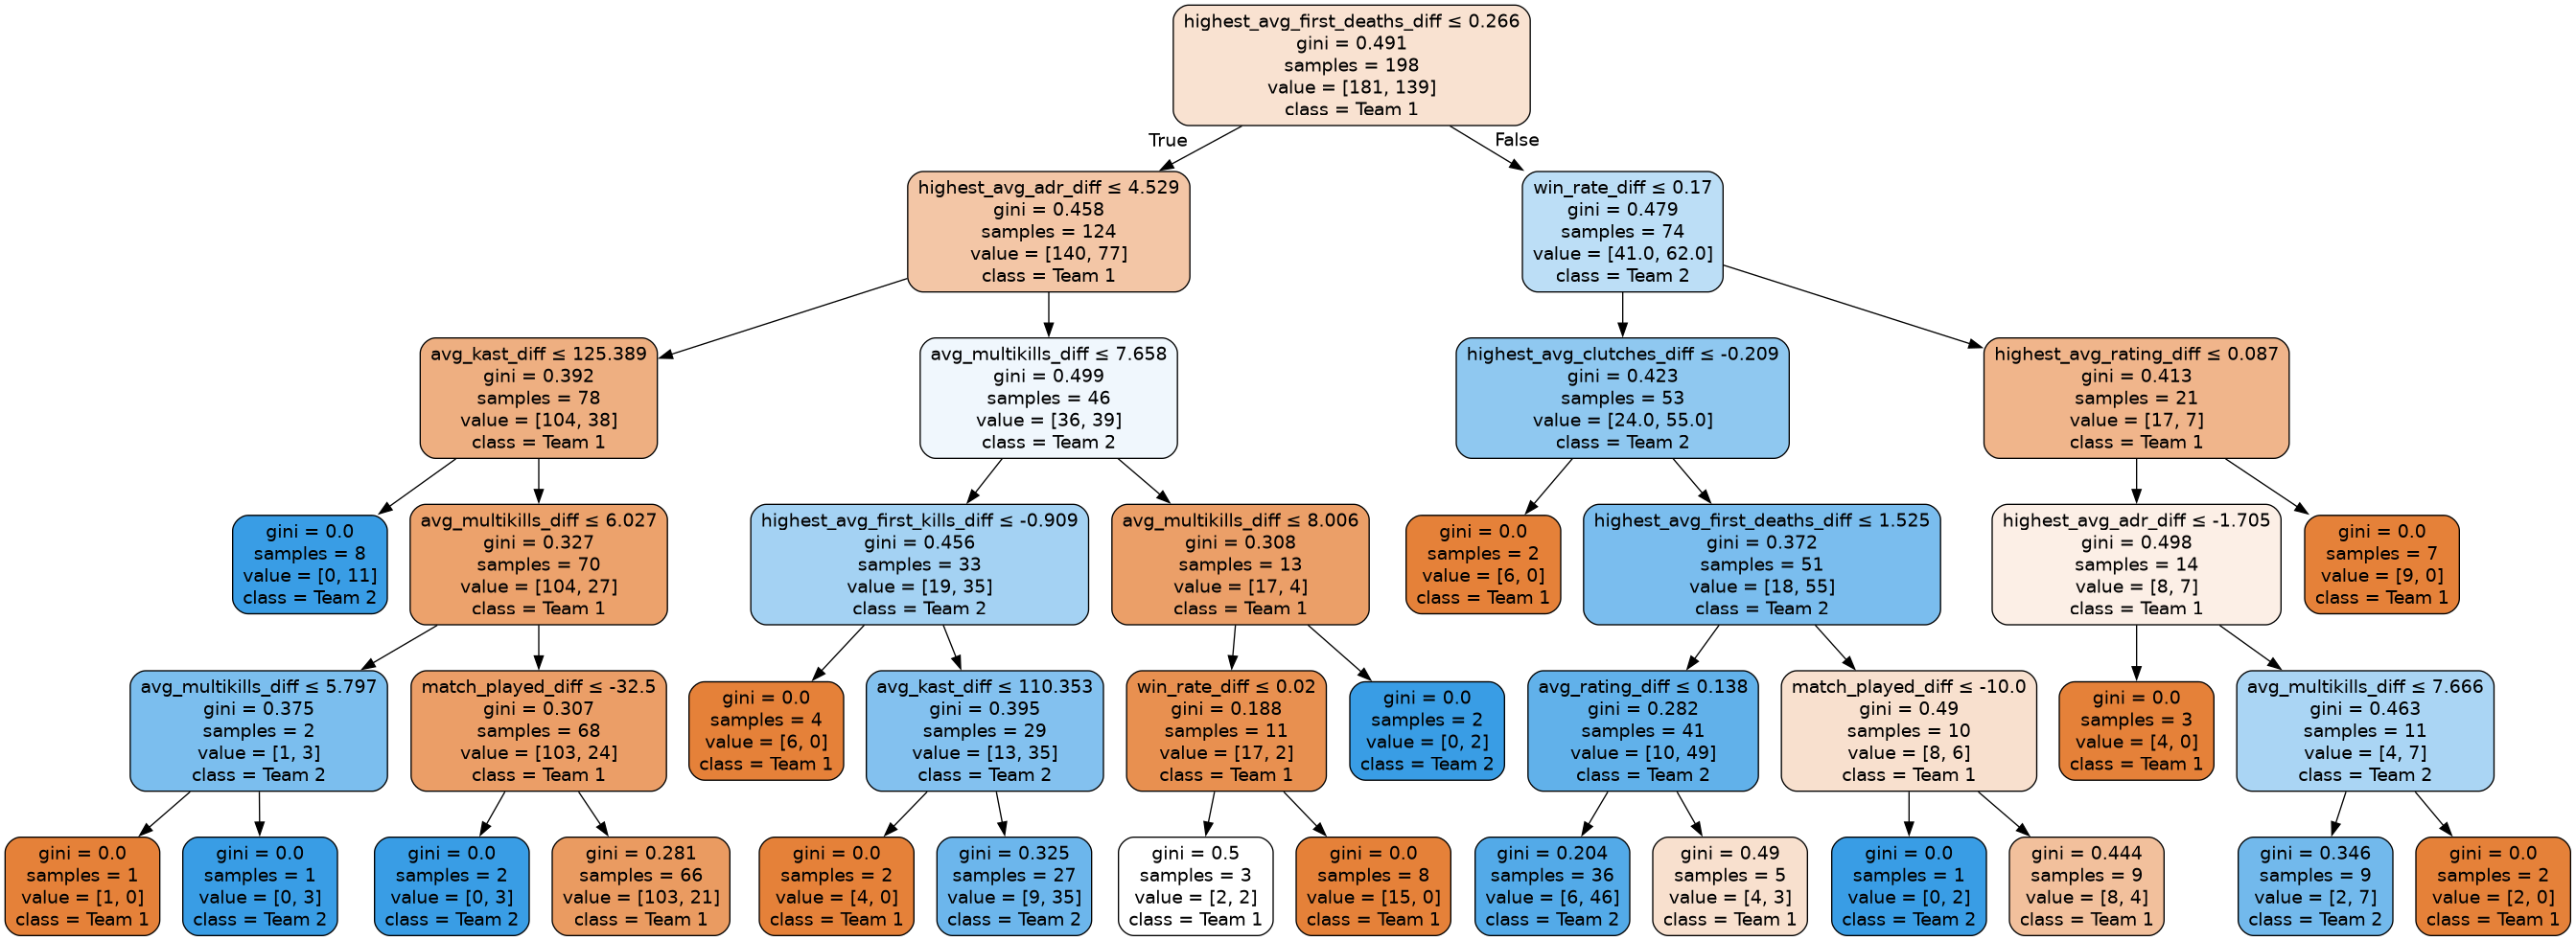 highest_avg_first_deaths_diff ≤ 0.266
gini = 0.491
samples = 198
value = [181, 139]
class = Team 1
True
False
highest_avg_adr_diff ≤ 4.529
gini = 0.458
samples = 124
value = [140, 77]
class = Team 1
win_rate_diff ≤ 0.17
gini = 0.479
samples = 74
value = [41.0, 62.0]
class = Team 2
avg_kast_diff ≤ 125.389
gini = 0.392
samples = 78
value = [104, 38]
class = Team 1
avg_multikills_diff ≤ 7.658
gini = 0.499
samples = 46
value = [36, 39]
class = Team 2
highest_avg_clutches_diff ≤ -0.209
gini = 0.423
samples = 53
value = [24.0, 55.0]
class = Team 2
highest_avg_rating_diff ≤ 0.087
gini = 0.413
samples = 21
value = [17, 7]
class = Team 1
gini = 0.0
samples = 8
value = [0, 11]
class = Team 2
avg_multikills_diff ≤ 6.027
gini = 0.327
samples = 70
value = [104, 27]
class = Team 1
highest_avg_first_kills_diff ≤ -0.909
gini = 0.456
samples = 33
value = [19, 35]
class = Team 2
avg_multikills_diff ≤ 8.006
gini = 0.308
samples = 13
value = [17, 4]
class = Team 1
gini = 0.0
samples = 2
value = [6, 0]
class = Team 1
highest_avg_first_deaths_diff ≤ 1.525
gini = 0.372
samples = 51
value = [18, 55]
class = Team 2
highest_avg_adr_diff ≤ -1.705
gini = 0.498
samples = 14
value = [8, 7]
class = Team 1
gini = 0.0
samples = 7
value = [9, 0]
class = Team 1
avg_multikills_diff ≤ 5.797
gini = 0.375
samples = 2
value = [1, 3]
class = Team 2
match_played_diff ≤ -32.5
gini = 0.307
samples = 68
value = [103, 24]
class = Team 1
gini = 0.0
samples = 4
value = [6, 0]
class = Team 1
avg_kast_diff ≤ 110.353
gini = 0.395
samples = 29
value = [13, 35]
class = Team 2
win_rate_diff ≤ 0.02
gini = 0.188
samples = 11
value = [17, 2]
class = Team 1
gini = 0.0
samples = 2
value = [0, 2]
class = Team 2
avg_rating_diff ≤ 0.138
gini = 0.282
samples = 41
value = [10, 49]
class = Team 2
match_played_diff ≤ -10.0
gini = 0.49
samples = 10
value = [8, 6]
class = Team 1
gini = 0.0
samples = 3
value = [4, 0]
class = Team 1
avg_multikills_diff ≤ 7.666
gini = 0.463
samples = 11
value = [4, 7]
class = Team 2
gini = 0.0
samples = 1
value = [1, 0]
class = Team 1
gini = 0.0
samples = 1
value = [0, 3]
class = Team 2
gini = 0.0
samples = 2
value = [0, 3]
class = Team 2
gini = 0.281
samples = 66
value = [103, 21]
class = Team 1
gini = 0.0
samples = 2
value = [4, 0]
class = Team 1
gini = 0.325
samples = 27
value = [9, 35]
class = Team 2
gini = 0.5
samples = 3
value = [2, 2]
class = Team 1
gini = 0.0
samples = 8
value = [15, 0]
class = Team 1
gini = 0.204
samples = 36
value = [6, 46]
class = Team 2
gini = 0.49
samples = 5
value = [4, 3]
class = Team 1
gini = 0.0
samples = 1
value = [0, 2]
class = Team 2
gini = 0.444
samples = 9
value = [8, 4]
class = Team 1
gini = 0.346
samples = 9
value = [2, 7]
class = Team 2
gini = 0.0
samples = 2
value = [2, 0]
class = Team 1